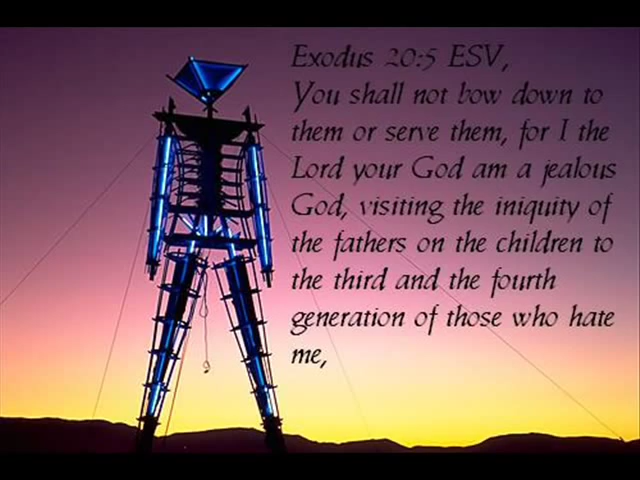 Exodus 20:5 ESV,
You shall not bow down to
them or serve them, for I the
Lord your God am a jealous
God, visiting the iniquity of
the fathers on the children to
the third and the fourth
generation of those who hate
me,